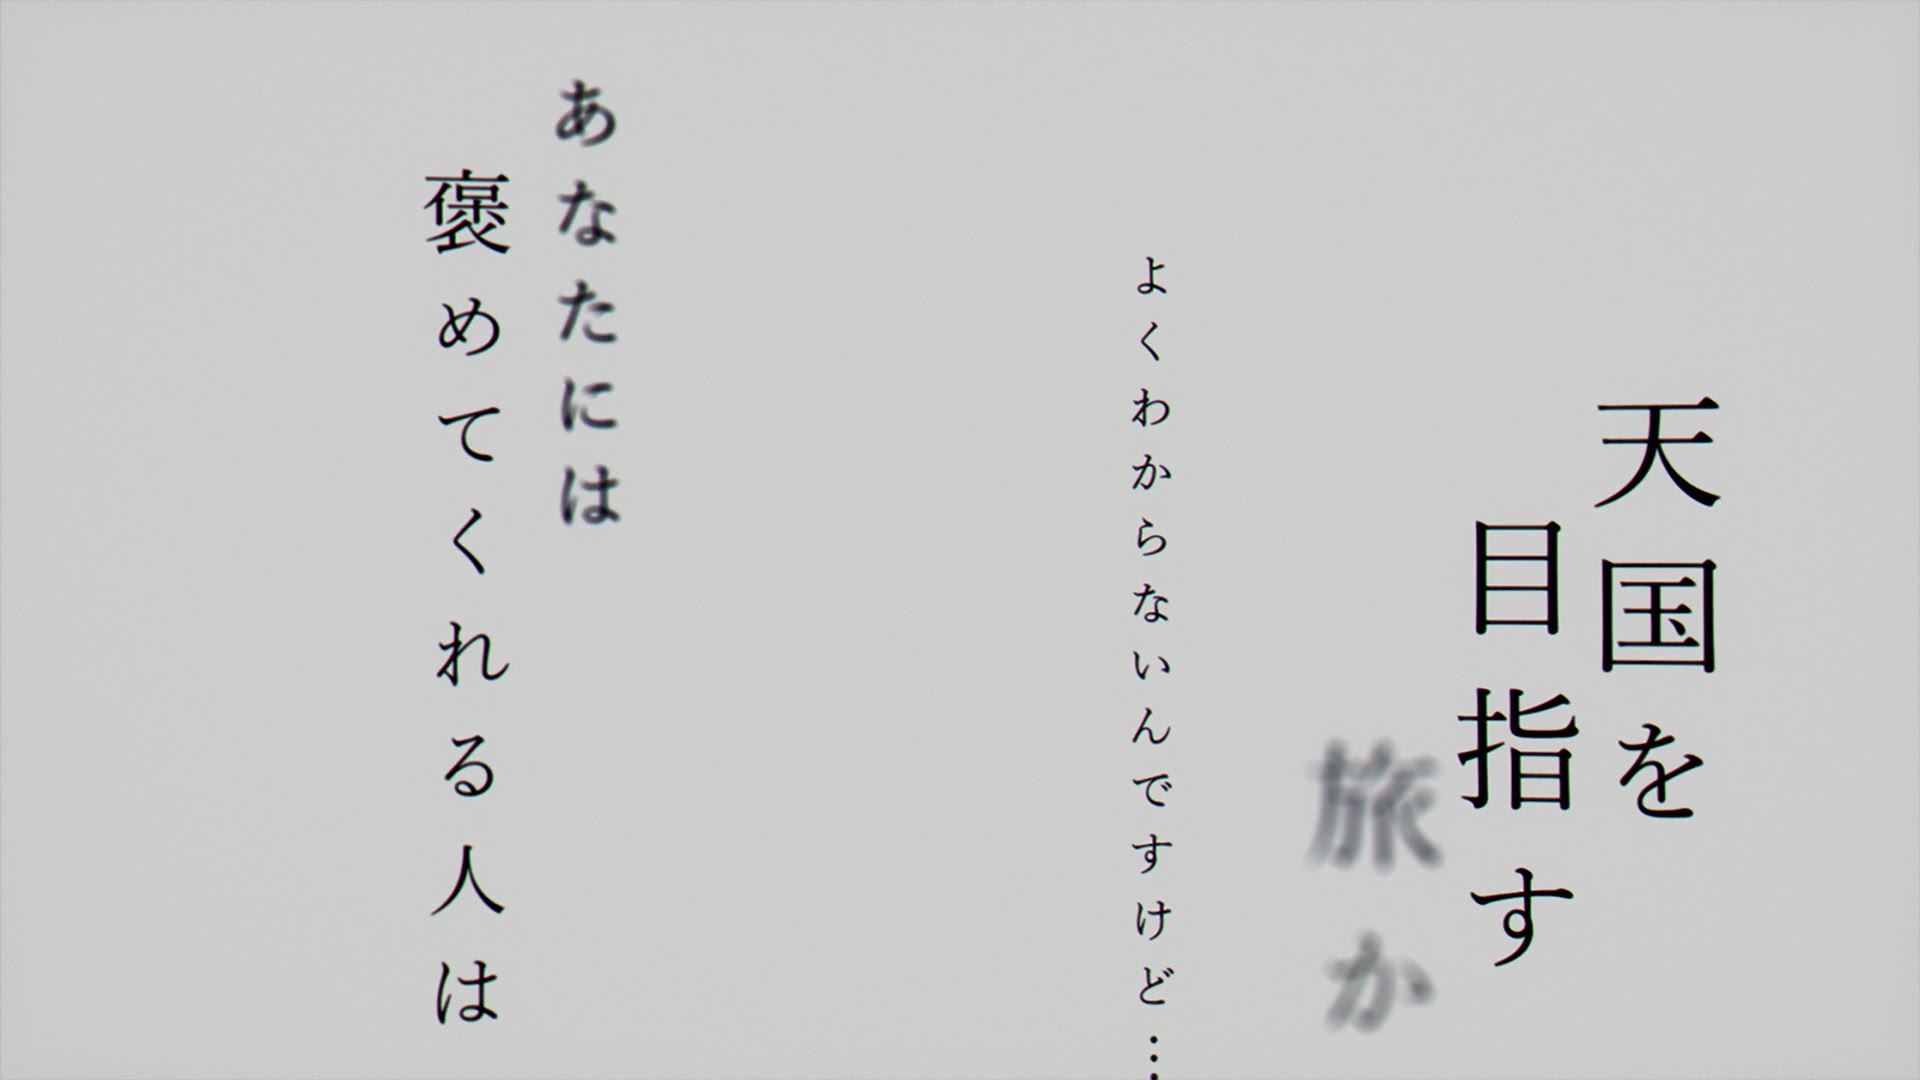 天国を
目指す
旅か
よくわからないんですけど…
あなたには
褒めてくれる人は